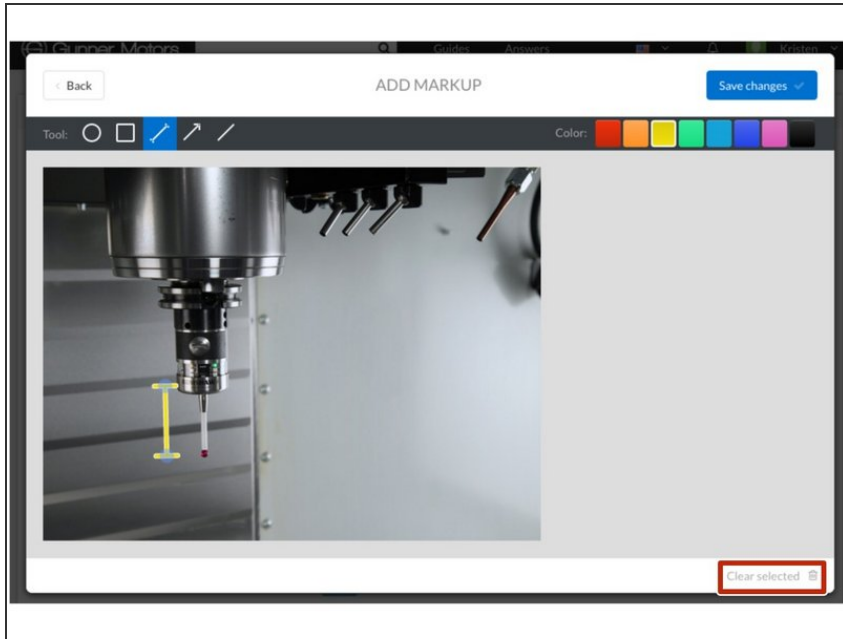 Gunner Motors Guides Answers Kristen
Back ADD MARKUP Save changes
Tool: Color:
Clear selected